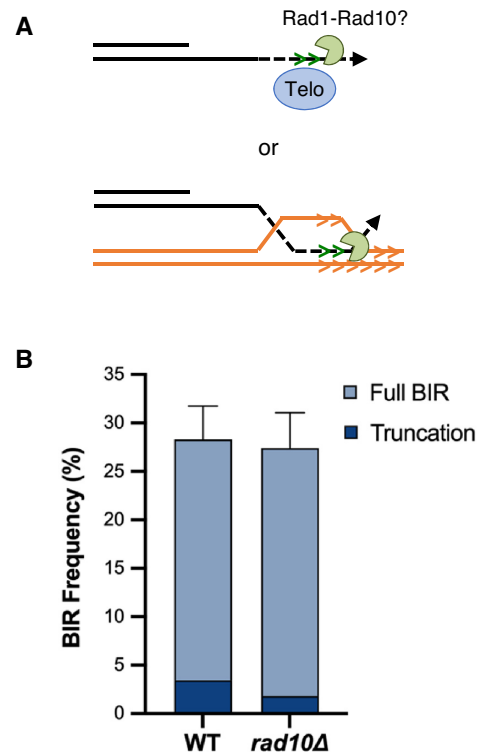 A
Rad1-Rad10?
Telo
or
B
35
30
25
20
15
10
5
0
BIR Frequency (%)
Full BIR
Truncation
WT
rad10Δ